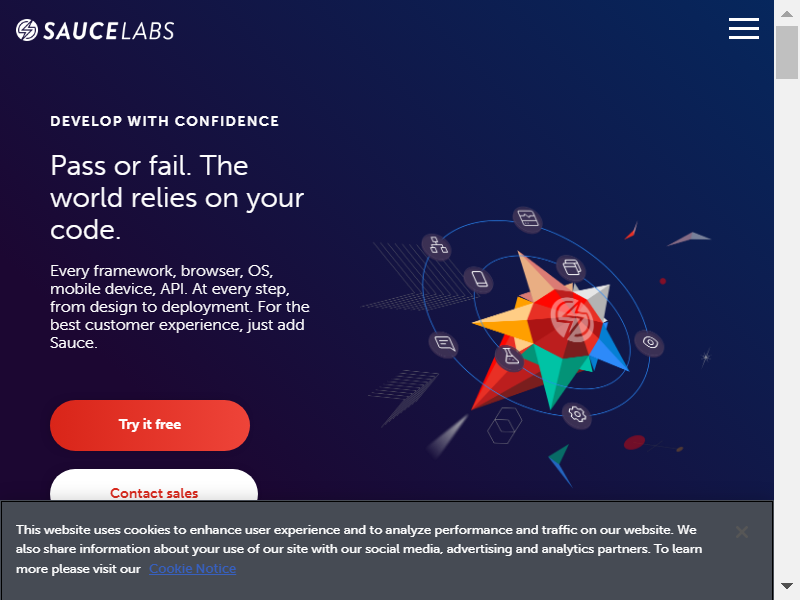 SAUCELABS
DEVELOP WITH CONFIDENCE
Pass or fail. The
world relies on your
code.
Every framework, browser, OS,
mobile device, API. At every step,
from design to deployment. For the
best customer experience, just add
Sauce.
Try it free
Contact sales
This website uses cookies to enhance user experience and to analyze performance and traffic on our website. We
also share information about your use of our site with our social media, advertising and analytics partners. To learn
more please visit our Cookie Notice